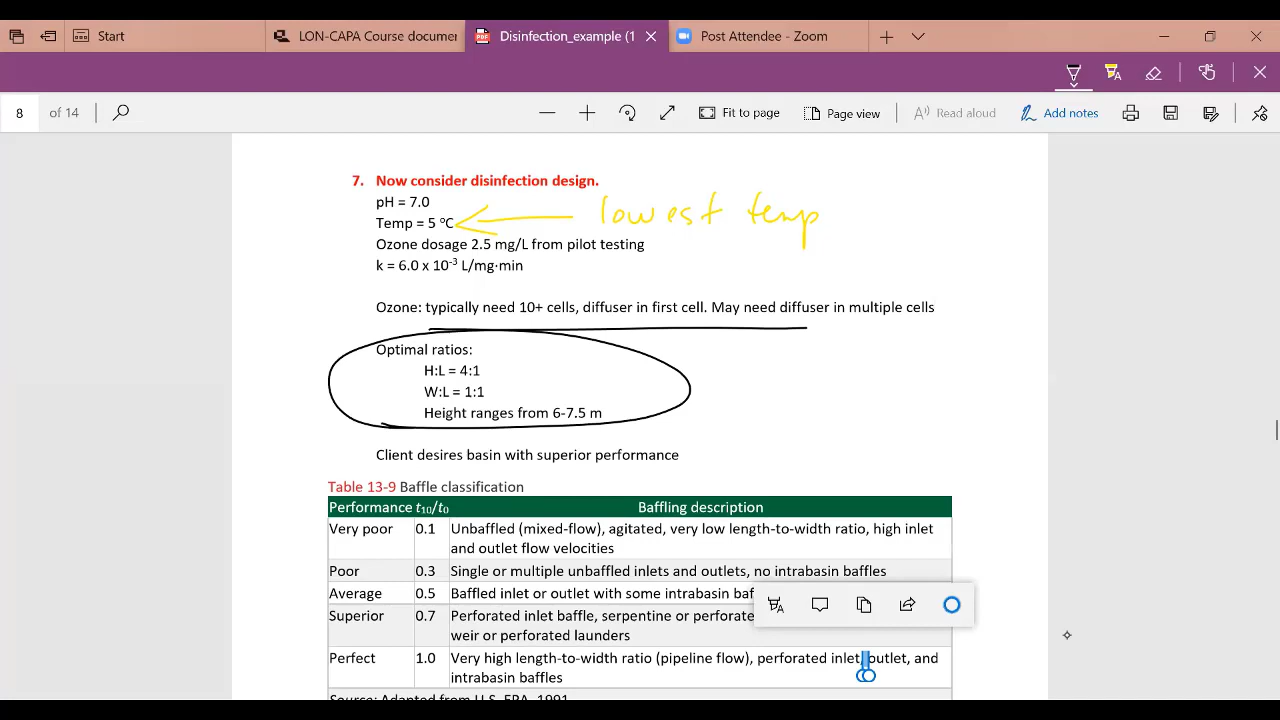 Start
LON-CAPA Course documen
Disinfection_example (1
Post Attendee - Zoom
8 of 14
Fit to page
Page view
Read aloud
Add notes
7. Now consider disinfection design.
pH = 7.0
Temp = 5 °C
lowest temp
Ozone dosage 2.5 mg/L from pilot testing
k = 6.0 x 10⁻³ L/mg·min
Ozone: typically need 10+ cells, diffuser in first cell. May need diffuser in multiple cells
Optimal ratios:
H:L = 4:1
W:L = 1:1
Height ranges from 6-7.5 m
Client desires basin with superior performance
Table 13-9 Baffle classification
Performance t₁₀/t₀ Baffling description
Very poor 0.1 Unbaffled (mixed-flow), agitated, very low length-to-width ratio, high inlet
and outlet flow velocities
Poor 0.3 Single or multiple unbaffled inlets and outlets, no intrabasin baffles
Average 0.5 Baffled inlet or outlet with some intrabasin baf
Superior 0.7 Perforated inlet baffle, serpentine or perforate
weir or perforated launders
Perfect 1.0 Very high length-to-width ratio (pipeline flow), perforated inlet, outlet, and
intrabasin baffles
Source: Adapted from U.S. EPA, 1991